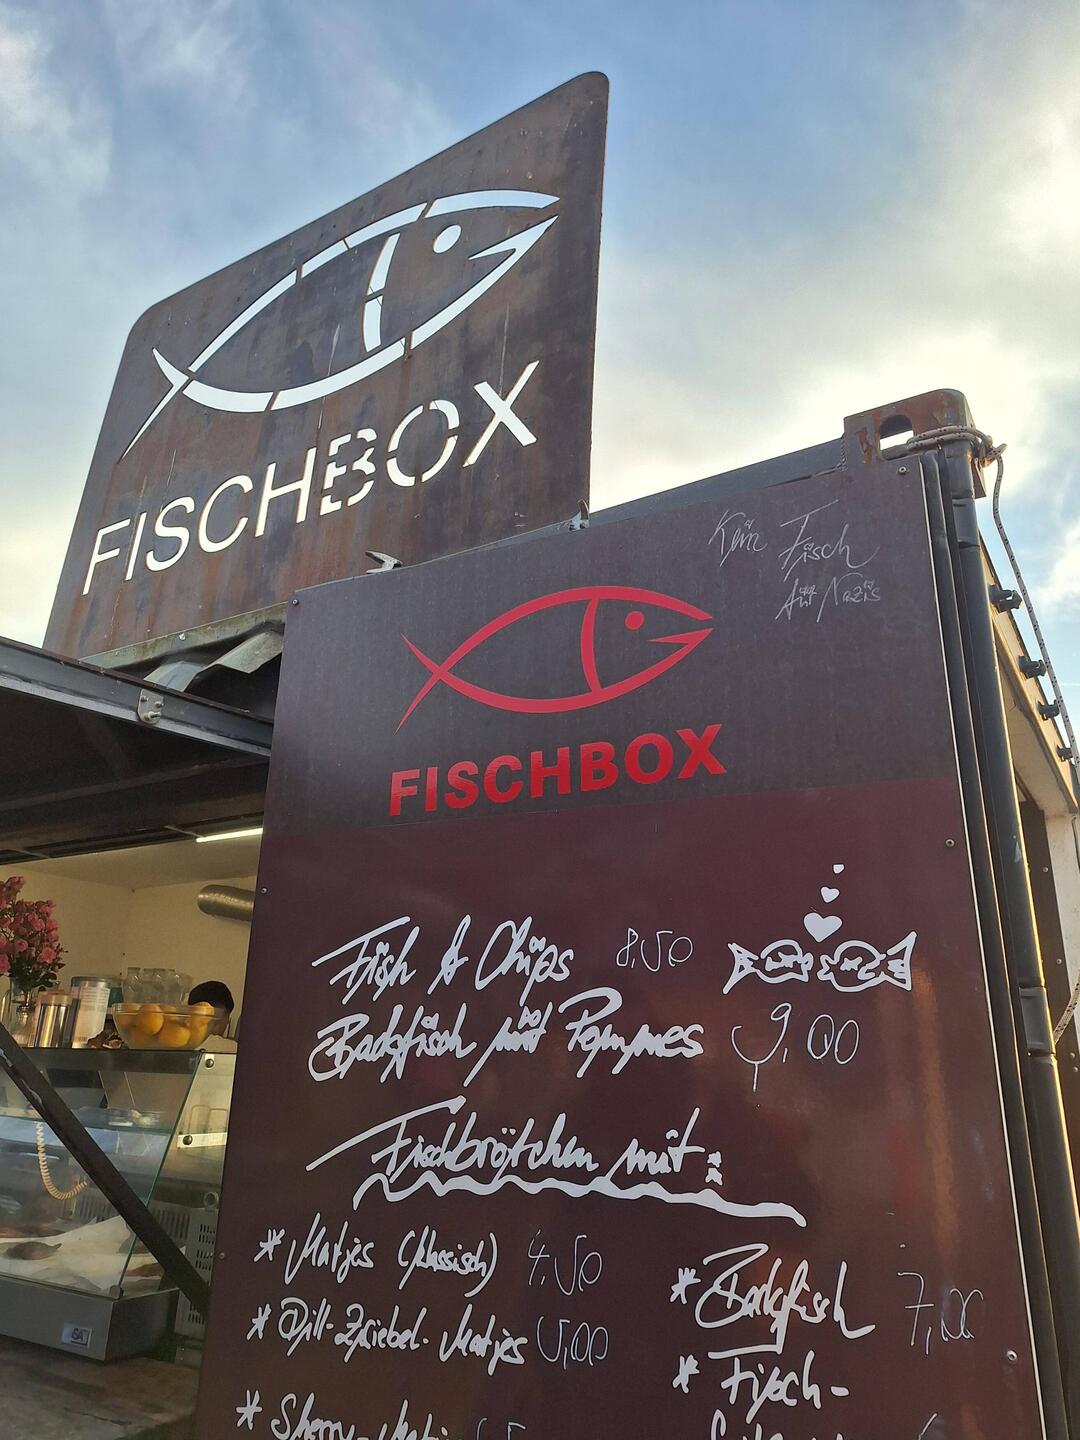 FISCHBOX
Kein Fisch
für Nazis
FISCHBOX
Fish & Chips 8,50
Backfisch mit Pommes 9,00
Fischbrötchen mit:
* Matjes (klassisch) 4,50
* Dill-Zwiebel-Matjes 5,00
* Sherry-
* Backfisch 7,00
* Fisch-